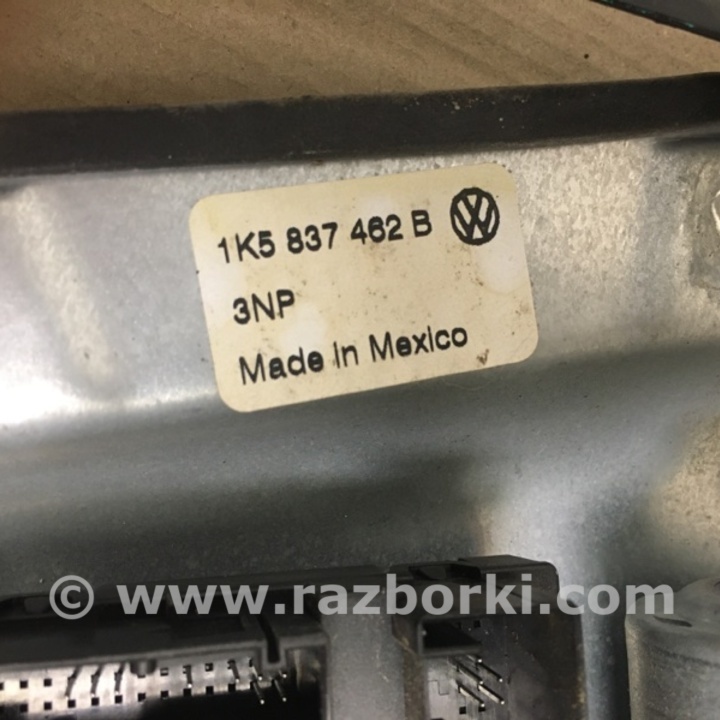 1K5 837 462 B
3NP
Made in Mexico
© www.razborki.com